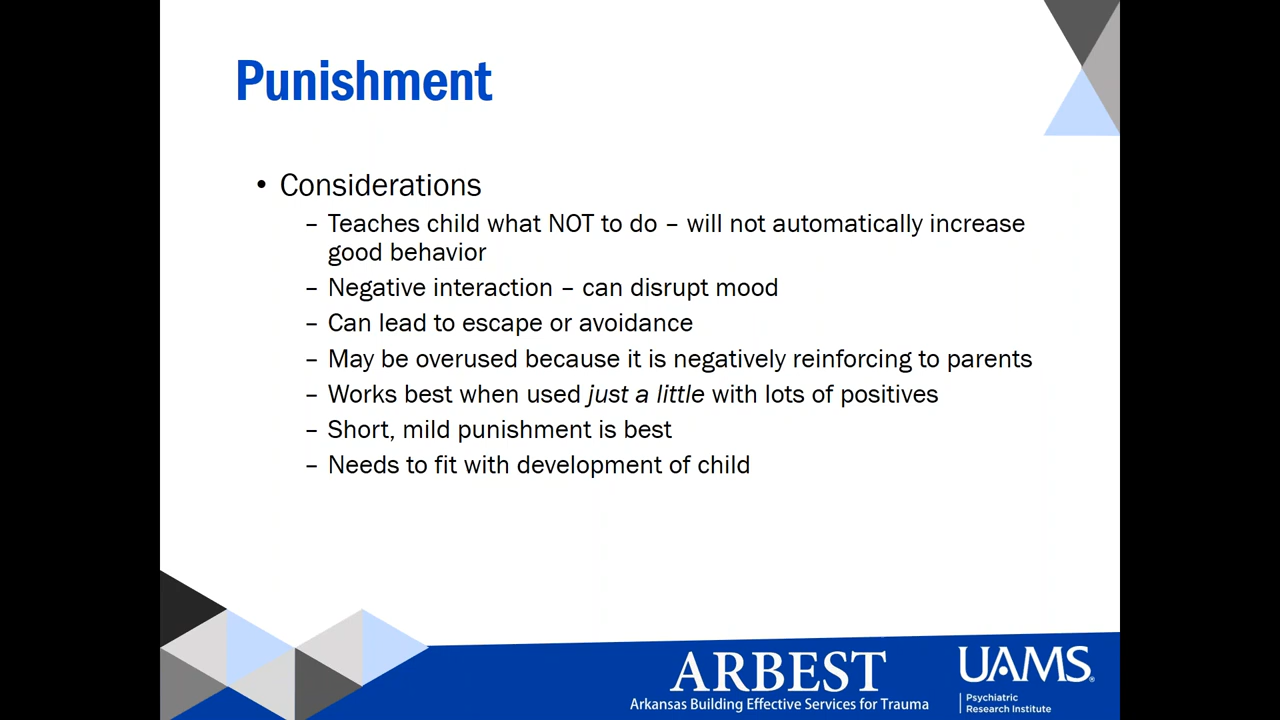 Punishment
• Considerations
– Teaches child what NOT to do – will not automatically increase
good behavior
– Negative interaction – can disrupt mood
– Can lead to escape or avoidance
– May be overused because it is negatively reinforcing to parents
– Works best when used just a little with lots of positives
– Short, mild punishment is best
– Needs to fit with development of child
ARBEST
Arkansas Building Effective Services for Trauma
UAMS®
Psychiatric
Research Institute